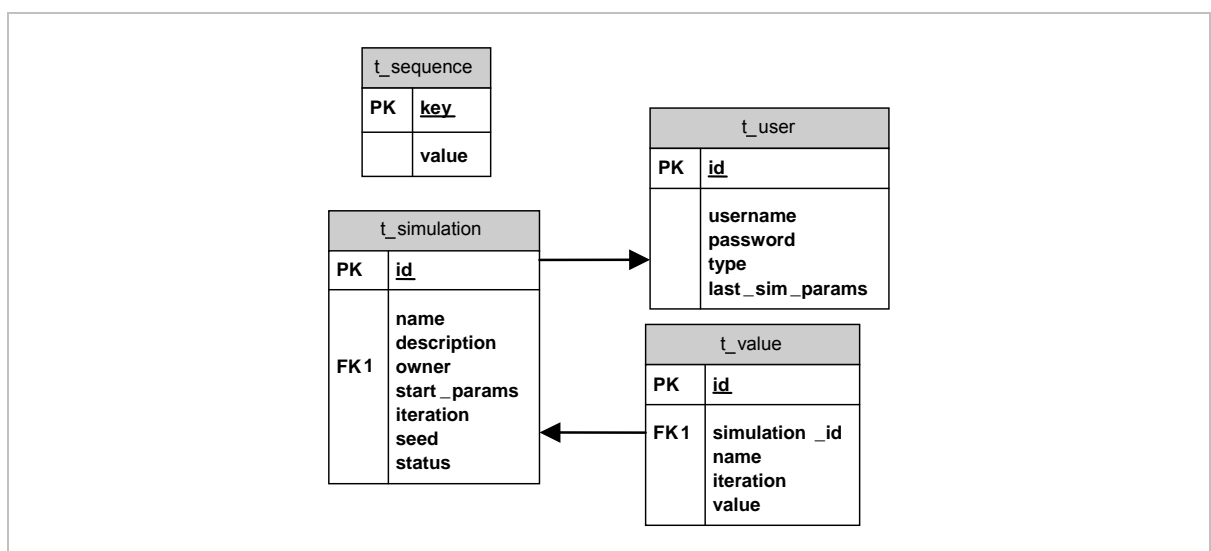 t_sequence
PK key
value
t_user
PK id
username
password
type
last_sim_params
t_simulation
PK id
name
description
FK1 owner
start_params
iteration
seed
status
t_value
PK id
FK1 simulation_id
name
iteration
value